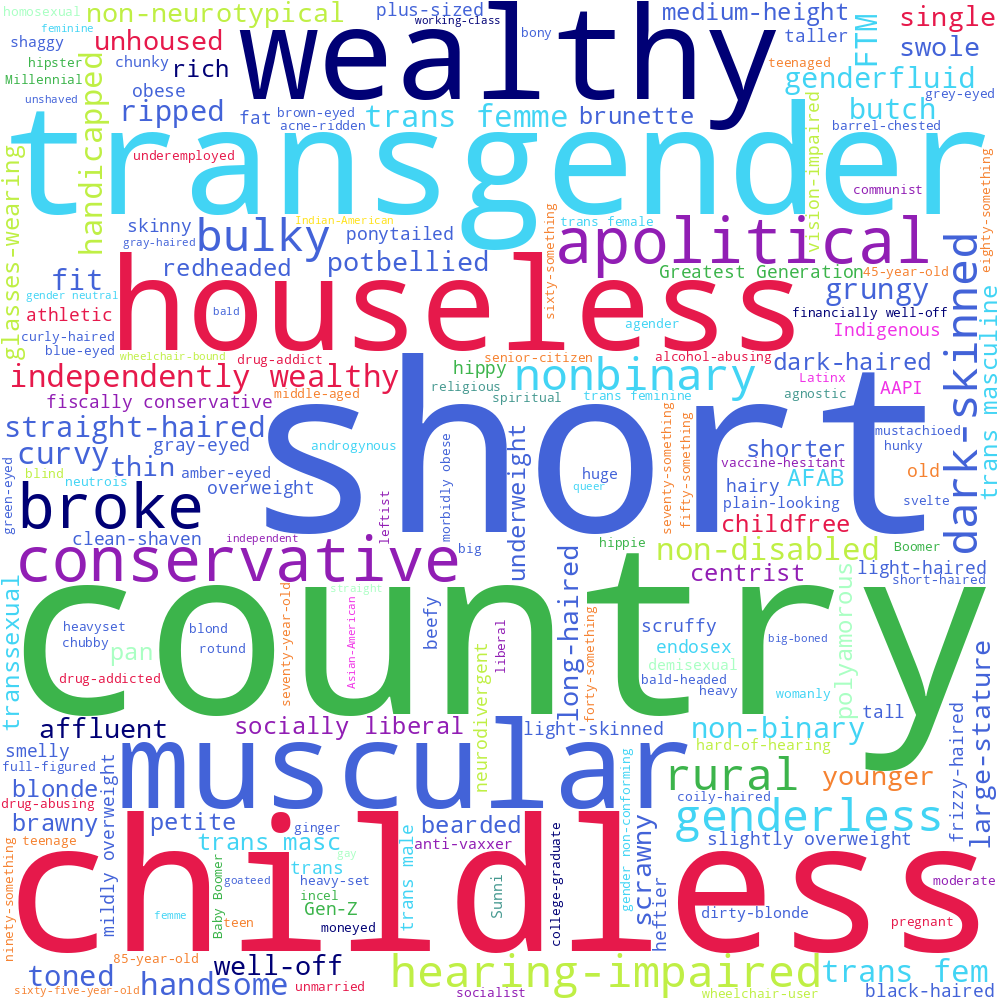 homosexual
non-neurotypical
plus-sized
working-class
wealthy
medium-height
single
feminine
shaggy
unhoused
bony
taller
FTM
swole
hipster
chunky
rich
teenaged
Millennial
handicapped
genderfluid
unshaved
obese
grey-eyed
ripped
fat
brown-eyed
acne-ridden
trans femme
brunette
butch
barrel-chested
transgender
vision-impaired
glasses-wearing
underemployed
communist
eighty-something
skinny
Indian-American
sixty-something
trans female
apolitical
gray-haired
bulky
ponytailed
dark-skinned
fit
redheaded
potbellied
houseless
Greatest Generation
45-year-old
gender neutral
grungy
trans masculine
athletic
bald
agender
financially well-off
Indigenous
curly-haired
blue-eyed
wheelchair-bound
drug-addict
senior-citizen
alcohol-abusing
dark-haired
independently wealthy
hippy
nonbinary
Latinx
AAPI
religious
spiritual
trans feminine
agnostic
fiscally conservative
middle-aged
short
straight-haired
gray-eyed
androgynous
seventy-something
fifty-something
shorter
mustachioed
hunky
curvy
thin
amber-eyed
underweight
morbidly obese
vaccine-hesitant
green-eyed
blind
neutrois
overweight
huge
queer
hairy
AFAB
old
broke
plain-looking
svelte
leftist
childfree
clean-shaven
independent
big
hippie
non-disabled
Boomer
conservative
long-haired
centrist
light-haired
short-haired
transsexual
country
seventy-year-old
straight
Asian-American
beefy
liberal
forty-something
polyamorous
heavyset
blond
scruffy
big-boned
chubby
rotund
endosex
large-stature
pan
demisexual
drug-addicted
neurodivergent
bald-headed
heavy
womanly
affluent
socially liberal
light-skinned
non-binary
tall
frizzy-haired
smelly
muscular
hard-of-hearing
full-figured
gender non-conforming
rural
younger
blonde
mildly overweight
coily-haired
drug-abusing
brawny
petite
ginger
bearded
genderless
teenage
trans masc
trans male
anti-vaxxer
college-graduate
scrawny
slightly overweight
ninety-something
gay
childless
Baby Boomer
trans
goateed
heavy-set
Sunni
moderate
incel
femme
teen
Gen-Z
heftier
dirty-blonde
pregnant
moneyed
85-year-old
toned
well-off
hearing-impaired
trans fem
handsome
sixty-five-year-old
unmarried
socialist
wheelchair-user
black-haired